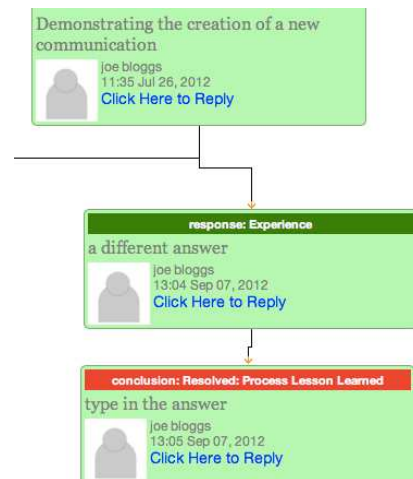 Demonstrating the creation of a new
communication
joe bloggs
11:35 Jul 26, 2012
Click Here to Reply
response: Experience
a different answer
joe bloggs
13:04 Sep 07, 2012
Click Here to Reply
conclusion: Resolved: Process Lesson Learned
type in the answer
joe bloggs
13:05 Sep 07, 2012
Click Here to Reply